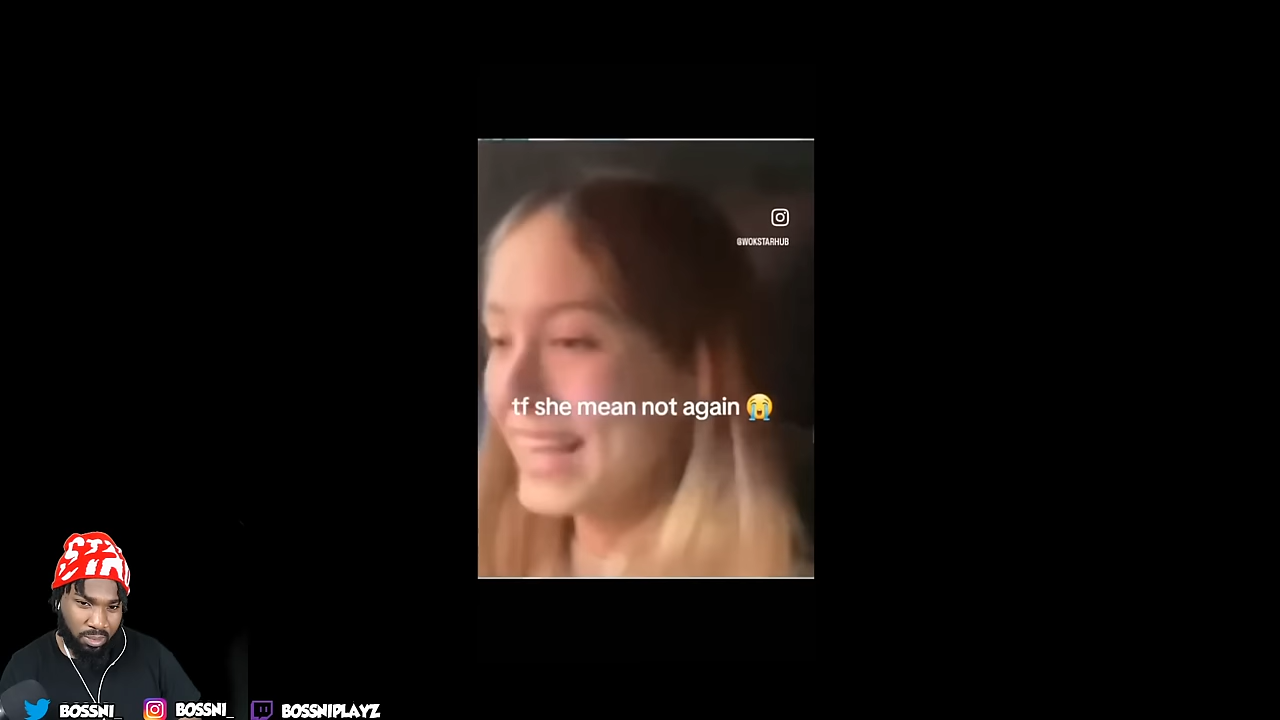 @WOKSTARHUB
tf she mean not again 😭
BOSSNI_
BOSSNI_
BOSSNIPLAYZ